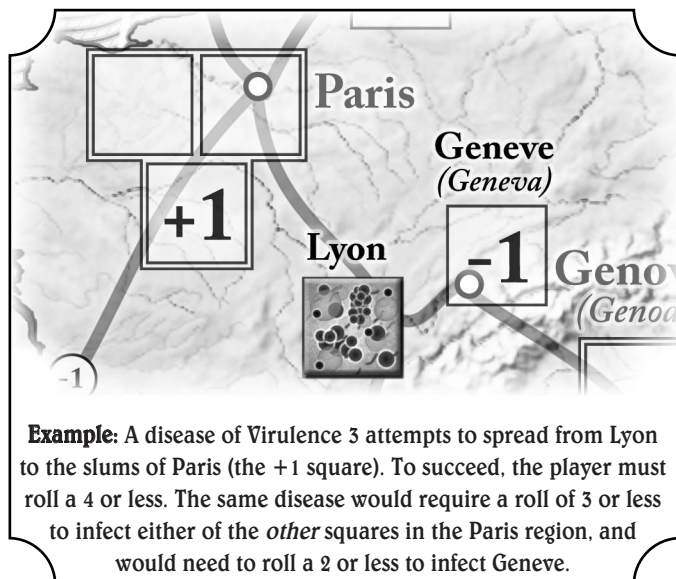 Paris
Geneve
(Geneva)
+1
Lyon
-1
Genov
(Genoa
-1
Example: A disease of Virulence 3 attempts to spread from Lyon
to the slums of Paris (the +1 square). To succeed, the player must
roll a 4 or less. The same disease would require a roll of 3 or less
to infect either of the other squares in the Paris region, and
would need to roll a 2 or less to infect Geneve.